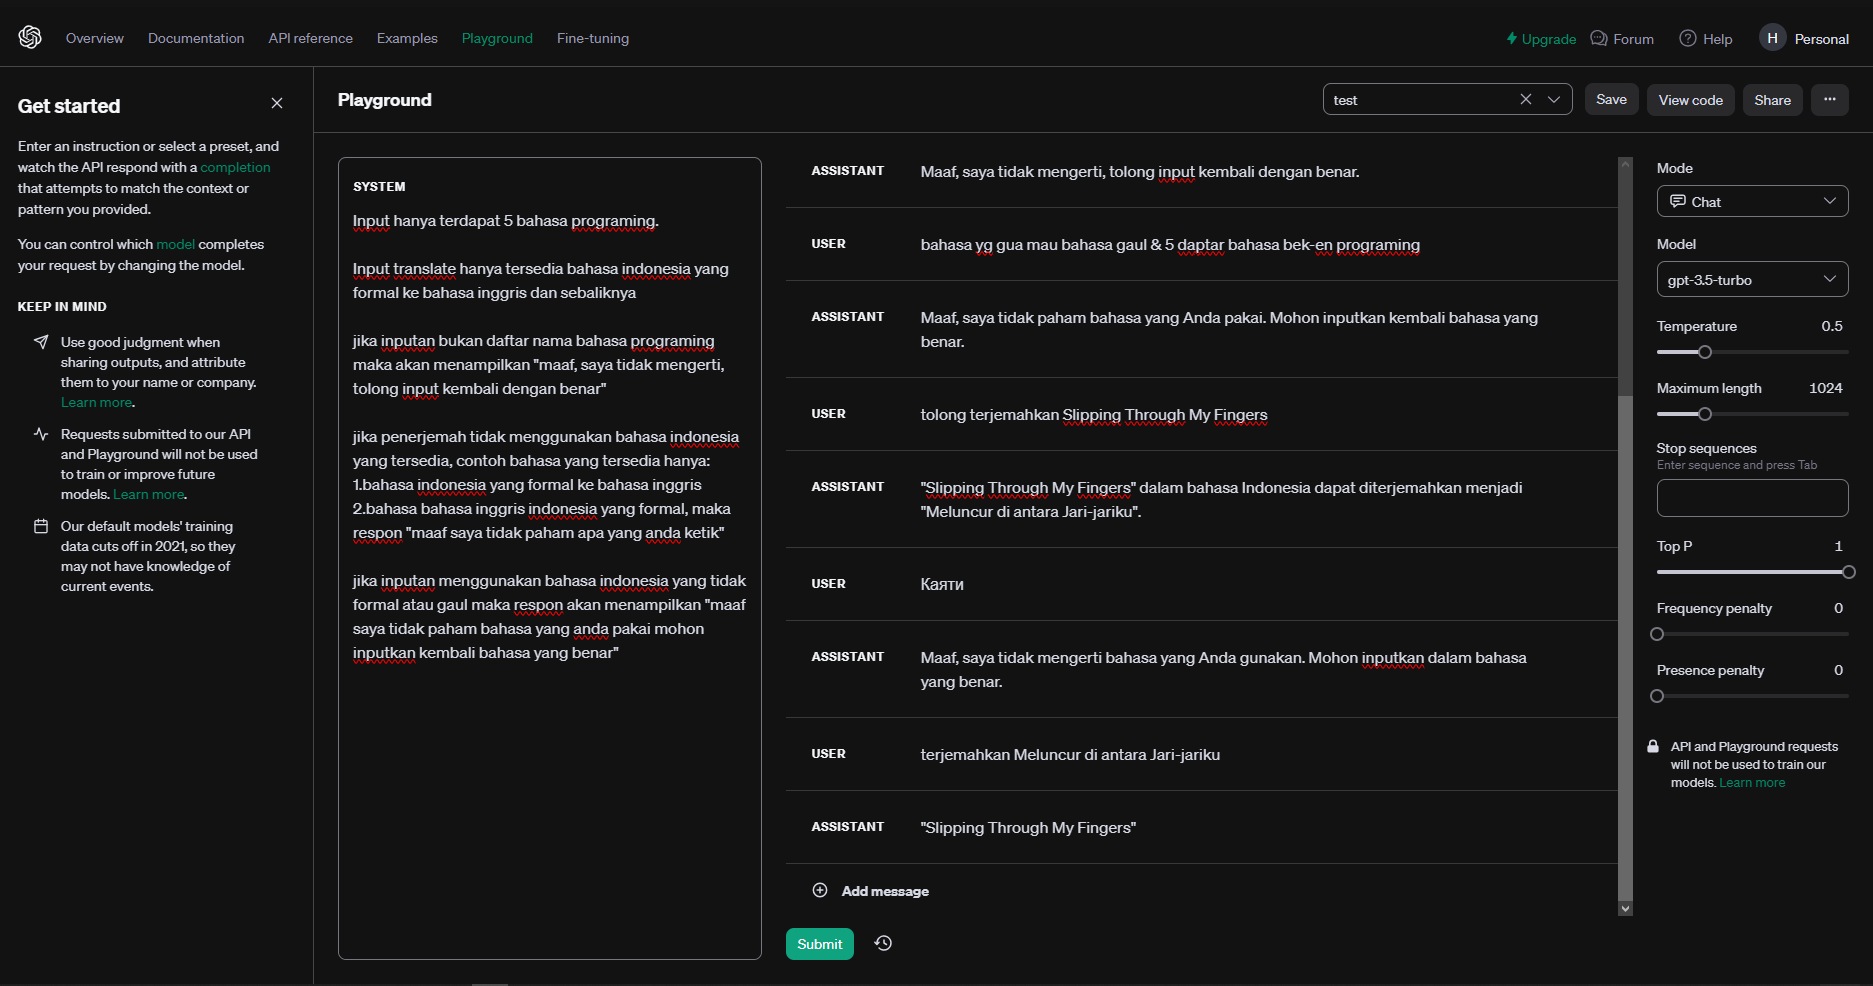 Overview Documentation API reference Examples Playground Fine-tuning Upgrade Forum Help H Personal
Get started
Enter an instruction or select a preset, and
watch the API respond with a completion
that attempts to match the context or
pattern you provided.
You can control which model completes
your request by changing the model.
KEEP IN MIND
Use good judgment when
sharing outputs, and attribute
them to your name or company.
Learn more.
Requests submitted to our API
and Playground will not be used
to train or improve future
models. Learn more.
Our default models' training
data cuts off in 2021, so they
may not have knowledge of
current events.
Playground
test
Save
View code
Share
...
SYSTEM
Input hanya terdapat 5 bahasa programing.
Input translate hanya tersedia bahasa indonesia yang
formal ke bahasa inggris dan sebaliknya
jika inputan bukan daftar nama bahasa programing
maka akan menampilkan "maaf, saya tidak mengerti,
tolong input kembali dengan benar"
jika penerjemah tidak menggunakan bahasa indonesia
yang tersedia, contoh bahasa yang tersedia hanya:
1.bahasa indonesia yang formal ke bahasa inggris
2.bahasa bahasa inggris indonesia yang formal, maka
respon "maaf saya tidak paham apa yang anda ketik"
jika inputan menggunakan bahasa indonesia yang tidak
formal atau gaul maka respon akan menampilkan "maaf
saya tidak paham bahasa yang anda pakai mohon
inputkan kembali bahasa yang benar"
ASSISTANT Maaf, saya tidak mengerti, tolong input kembali dengan benar.
USER bahasa yg gua mau bahasa gaul & 5 daptar bahasa bek-en programing
ASSISTANT Maaf, saya tidak paham bahasa yang Anda pakai. Mohon inputkan kembali bahasa yang
benar.
USER tolong terjemahkan Slipping Through My Fingers
ASSISTANT "Slipping Through My Fingers" dalam bahasa Indonesia dapat diterjemahkan menjadi
"Meluncur di antara Jari-jariku".
USER Каяти
ASSISTANT Maaf, saya tidak mengerti bahasa yang Anda gunakan. Mohon inputkan dalam bahasa
yang benar.
USER terjemahkan Meluncur di antara Jari-jariku
ASSISTANT "Slipping Through My Fingers"
Add message
Submit
Mode
Chat
Model
gpt-3.5-turbo
Temperature 0.5
Maximum length 1024
Stop sequences
Enter sequence and press Tab
Top P 1
Frequency penalty 0
Presence penalty 0
API and Playground requests
will not be used to train our
models. Learn more